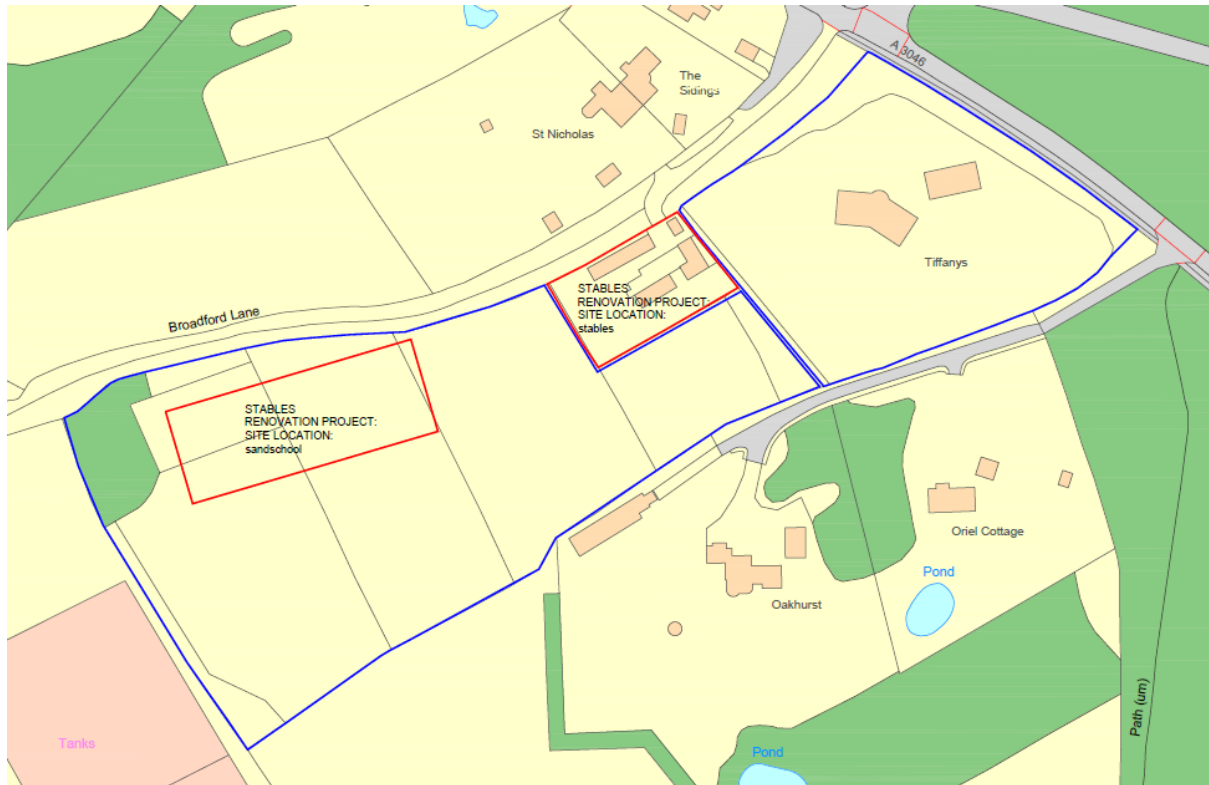 A 3046
The
Sidings
St Nicholas
Tiffanys
STABLES
RENOVATION PROJECT:
SITE LOCATION:
stables
Broadford Lane
STABLES
RENOVATION PROJECT:
SITE LOCATION:
sandschool
Oriel Cottage
Pond
Oakhurst
Path (um)
Tanks
Pond